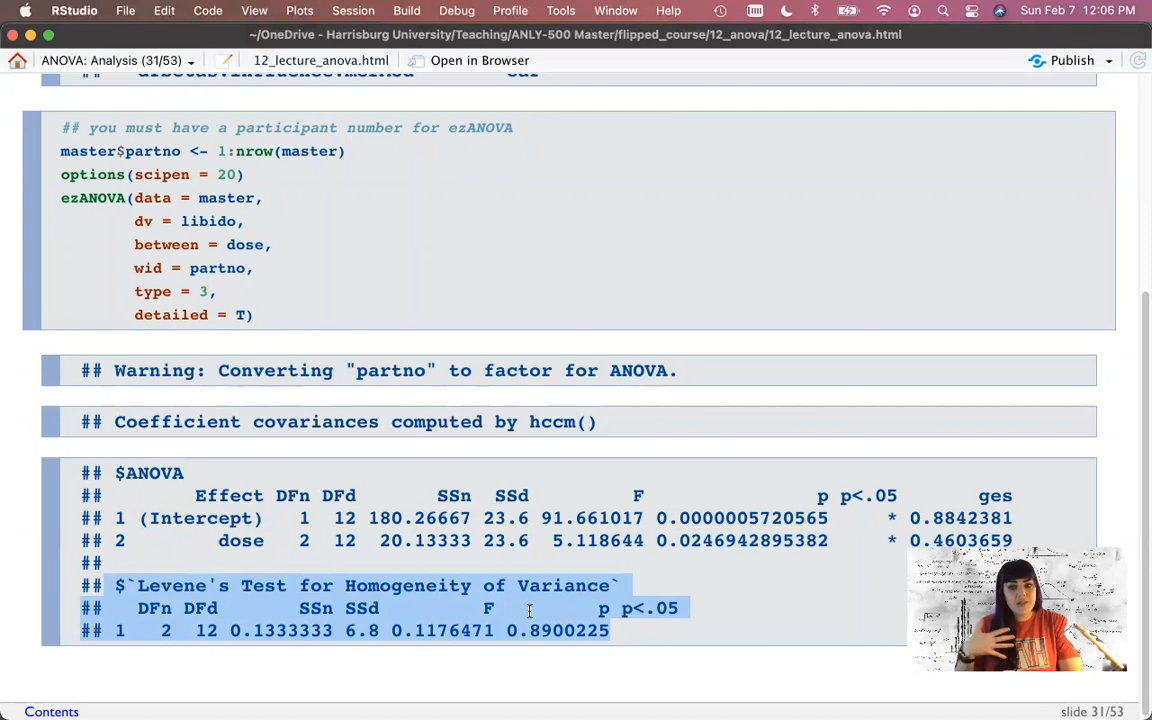 RStudio File Edit Code View Plots Session Build Debug Profile Tools Window Help Sun Feb 7 12:06 PM
~/OneDrive - Harrisburg University/Teaching/ANLY-500 Master/flipped_course/12_anova/12_lecture_anova.html
ANOVA: Analysis (31/53) 12_lecture_anova.html Open in Browser Publish
## you must have a participant number for ezANOVA
master$partno <- 1:nrow(master)
options(scipen = 20)
ezANOVA(data = master,
dv = libido,
between = dose,
wid = partno,
type = 3,
detailed = T)
## Warning: Converting "partno" to factor for ANOVA.
## Coefficient covariances computed by hccm()
## $ANOVA
## Effect DFn DFd SSn SSd F p p<.05 ges
## 1 (Intercept) 1 12 180.26667 23.6 91.661017 0.0000005720565 * 0.8842381
## 2 dose 2 12 20.13333 23.6 5.118644 0.0246942895382 * 0.4603659
##
## $`Levene's Test for Homogeneity of Variance`
## DFn DFd SSn SSd F p p<.05
## 1 2 12 0.1333333 6.8 0.1176471 0.8900225
Contents slide 31/53